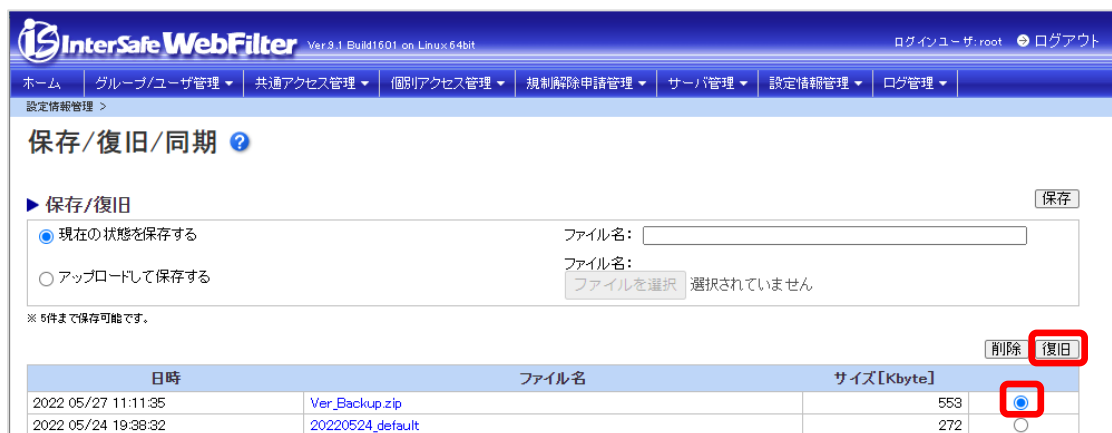 InterSafe WebFilter Ver.9.1 Build1601 on Linux 64bit ログインユーザ: root ログアウト
ホーム グループ/ユーザ管理 共通アクセス管理 個別アクセス管理 規制解除申請管理 サーバ管理 設定情報管理 ログ管理
設定情報管理 >
保存/復旧/同期 ?
保存/復旧 保存
現在の状態を保存する ファイル名:
アップロードして保存する ファイル名:
ファイルを選択 選択されていません
※ 5件まで保存可能です。
削除 復旧
日時 ファイル名 サイズ[Kbyte]
2022 05/27 11:11:35 Ver_Backup.zip 553
2022 05/24 19:38:32 20220524_default 272